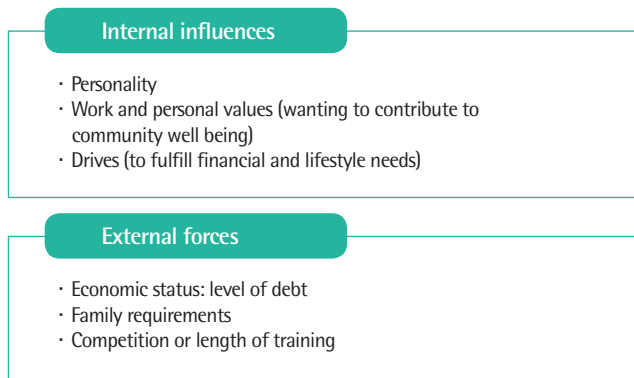 Internal influences
· Personality
· Work and personal values (wanting to contribute to
community well being)
· Drives (to fulfill financial and lifestyle needs)
External forces
· Economic status: level of debt
· Family requirements
· Competition or length of training